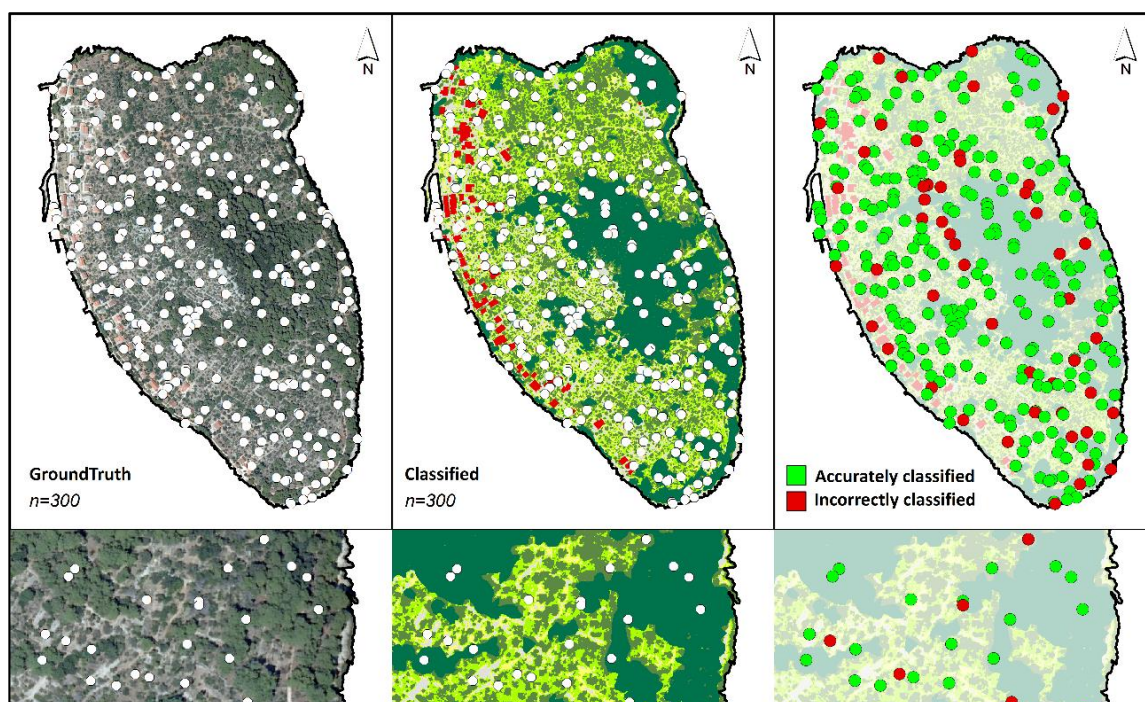 N
N
N
GroundTruth
n=300
Classified
n=300
Accurately classified
Incorrectly classified